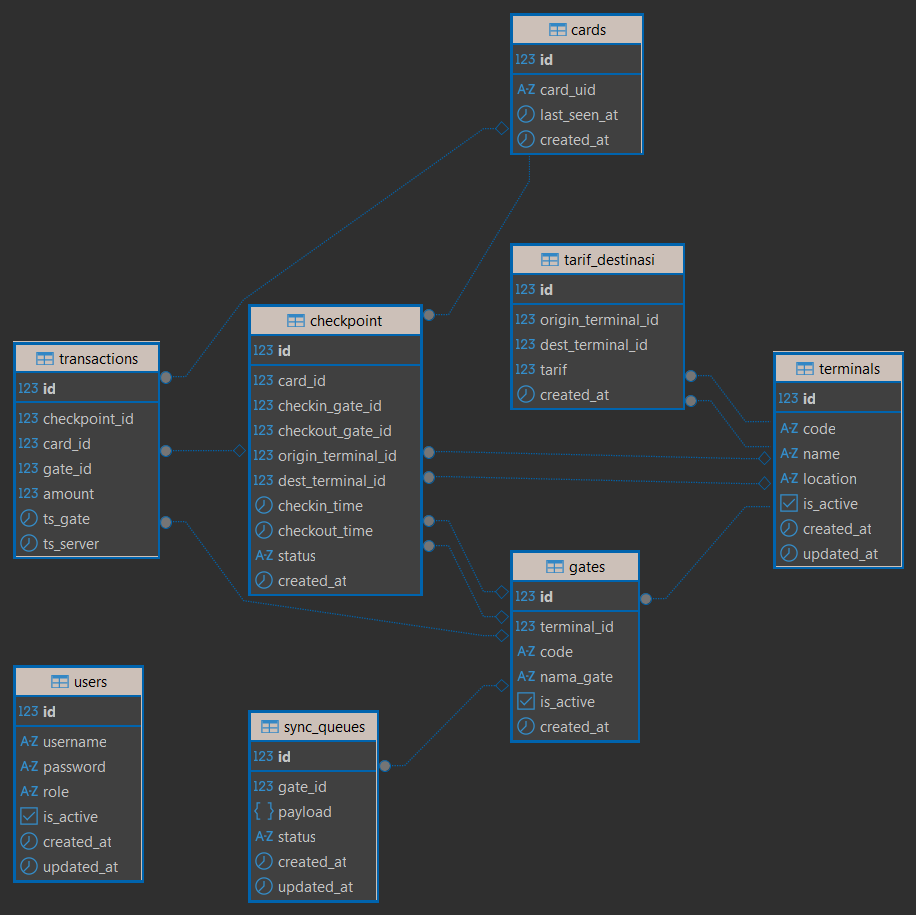 cards
123 id
A-Z card_uid
last_seen_at
created_at
tarif_destinasi
123 id
123 origin_terminal_id
123 dest_terminal_id
123 tarif
created_at
checkpoint
123 id
123 card_id
123 checkin_gate_id
123 checkout_gate_id
123 origin_terminal_id
123 dest_terminal_id
checkin_time
checkout_time
A-Z status
created_at
transactions
123 id
123 checkpoint_id
123 card_id
123 gate_id
123 amount
ts_gate
ts_server
terminals
123 id
A-Z code
A-Z name
A-Z location
is_active
created_at
updated_at
gates
123 id
123 terminal_id
A-Z code
A-Z nama_gate
is_active
created_at
users
123 id
A-Z username
A-Z password
A-Z role
is_active
created_at
updated_at
sync_queues
123 id
123 gate_id
{ } payload
A-Z status
created_at
updated_at